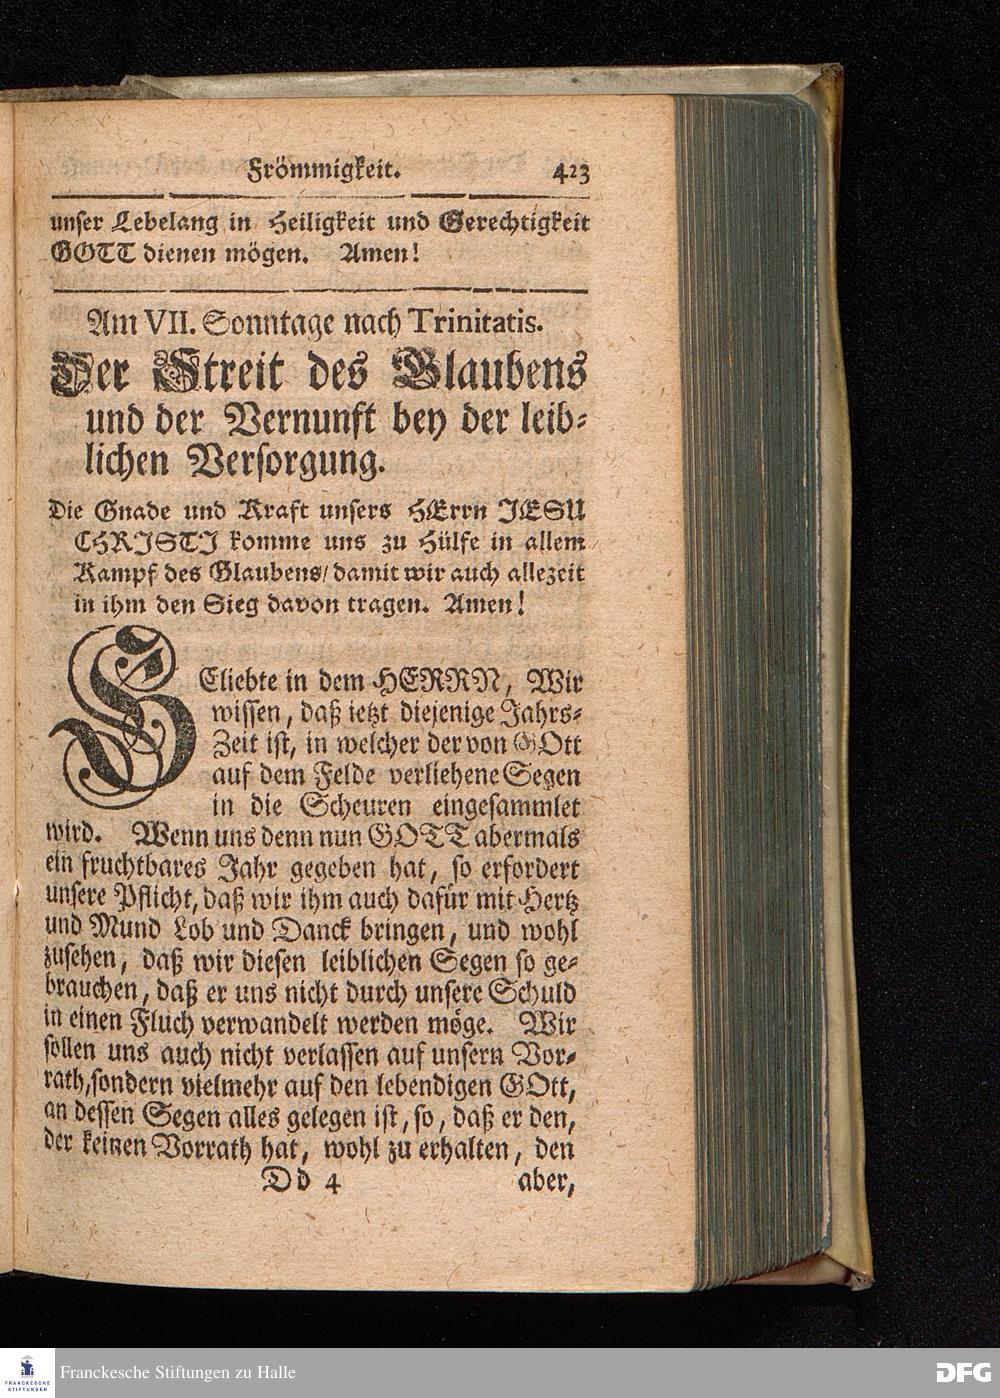 Frömmigkeit. 423
unser Lebelang in Heiligkeit und Gerechtigkeit
GOTT dienen mögen. Amen!
Am VII. Sonntage nach Trinitatis.
Der Streit des Glaubens
und der Vernunft bey der leib-
lichen Versorgung.
Die Gnade und Kraft unsers HErrn JESU
CHRISTI komme uns zu Hülfe in allem
Kampf des Glaubens/ damit wir auch allezeit
in ihm den Sieg davon tragen. Amen!
GEliebte in dem HERRN, Wir
wissen, daß ietzt diejenige Jahrs-
Zeit ist, in welcher der von GOtt
auf dem Felde verliehene Segen
in die Scheuren eingesammlet
wird. Wenn uns denn nun GOTT abermals
ein fruchtbares Jahr gegeben hat, so erfordert
unsere Pflicht, daß wir ihm auch dafür mit Hertz
und Mund Lob und Danck bringen, und wohl
zusehen, daß wir diesen leiblichen Segen so ge-
brauchen, daß er uns nicht durch unsere Schuld
in einen Fluch verwandelt werden möge. Wir
sollen uns auch nicht verlassen auf unsern Vor-
rath, sondern vielmehr auf den lebendigen GOtt,
an dessen Segen alles gelegen ist, so, daß er den,
der keinen Vorrath hat, wohl zu erhalten, den
Dd 4 aber,
FRANCKESCHE STIFTUNGEN
Franckesche Stiftungen zu Halle
DFG